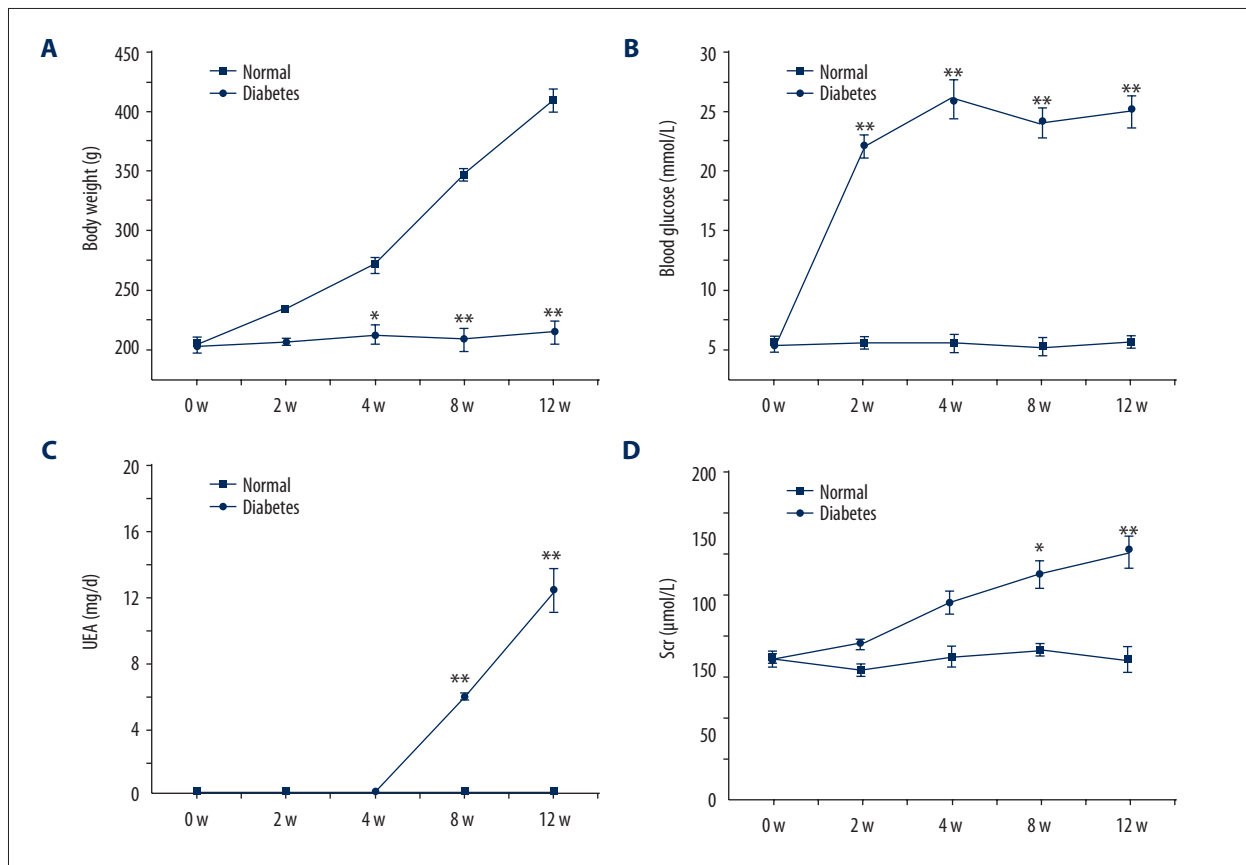 A
Body weight (g)
450
400
350
300
250
200
Normal
Diabetes
*
**
**
0 w 2 w 4 w 8 w 12 w
B
Blood glucose (mmol/L)
30
25
20
15
10
5
Normal
Diabetes
**
**
**
**
0 w 2 w 4 w 8 w 12 w
C
UEA (mg/d)
20
16
14
12
8
6
4
0
Normal
Diabetes
**
**
0 w 2 w 4 w 8 w 12 w
D
Scr (μmol/L)
200
150
100
150
50
0
Normal
Diabetes
*
**
0 w 2 w 4 w 8 w 12 w